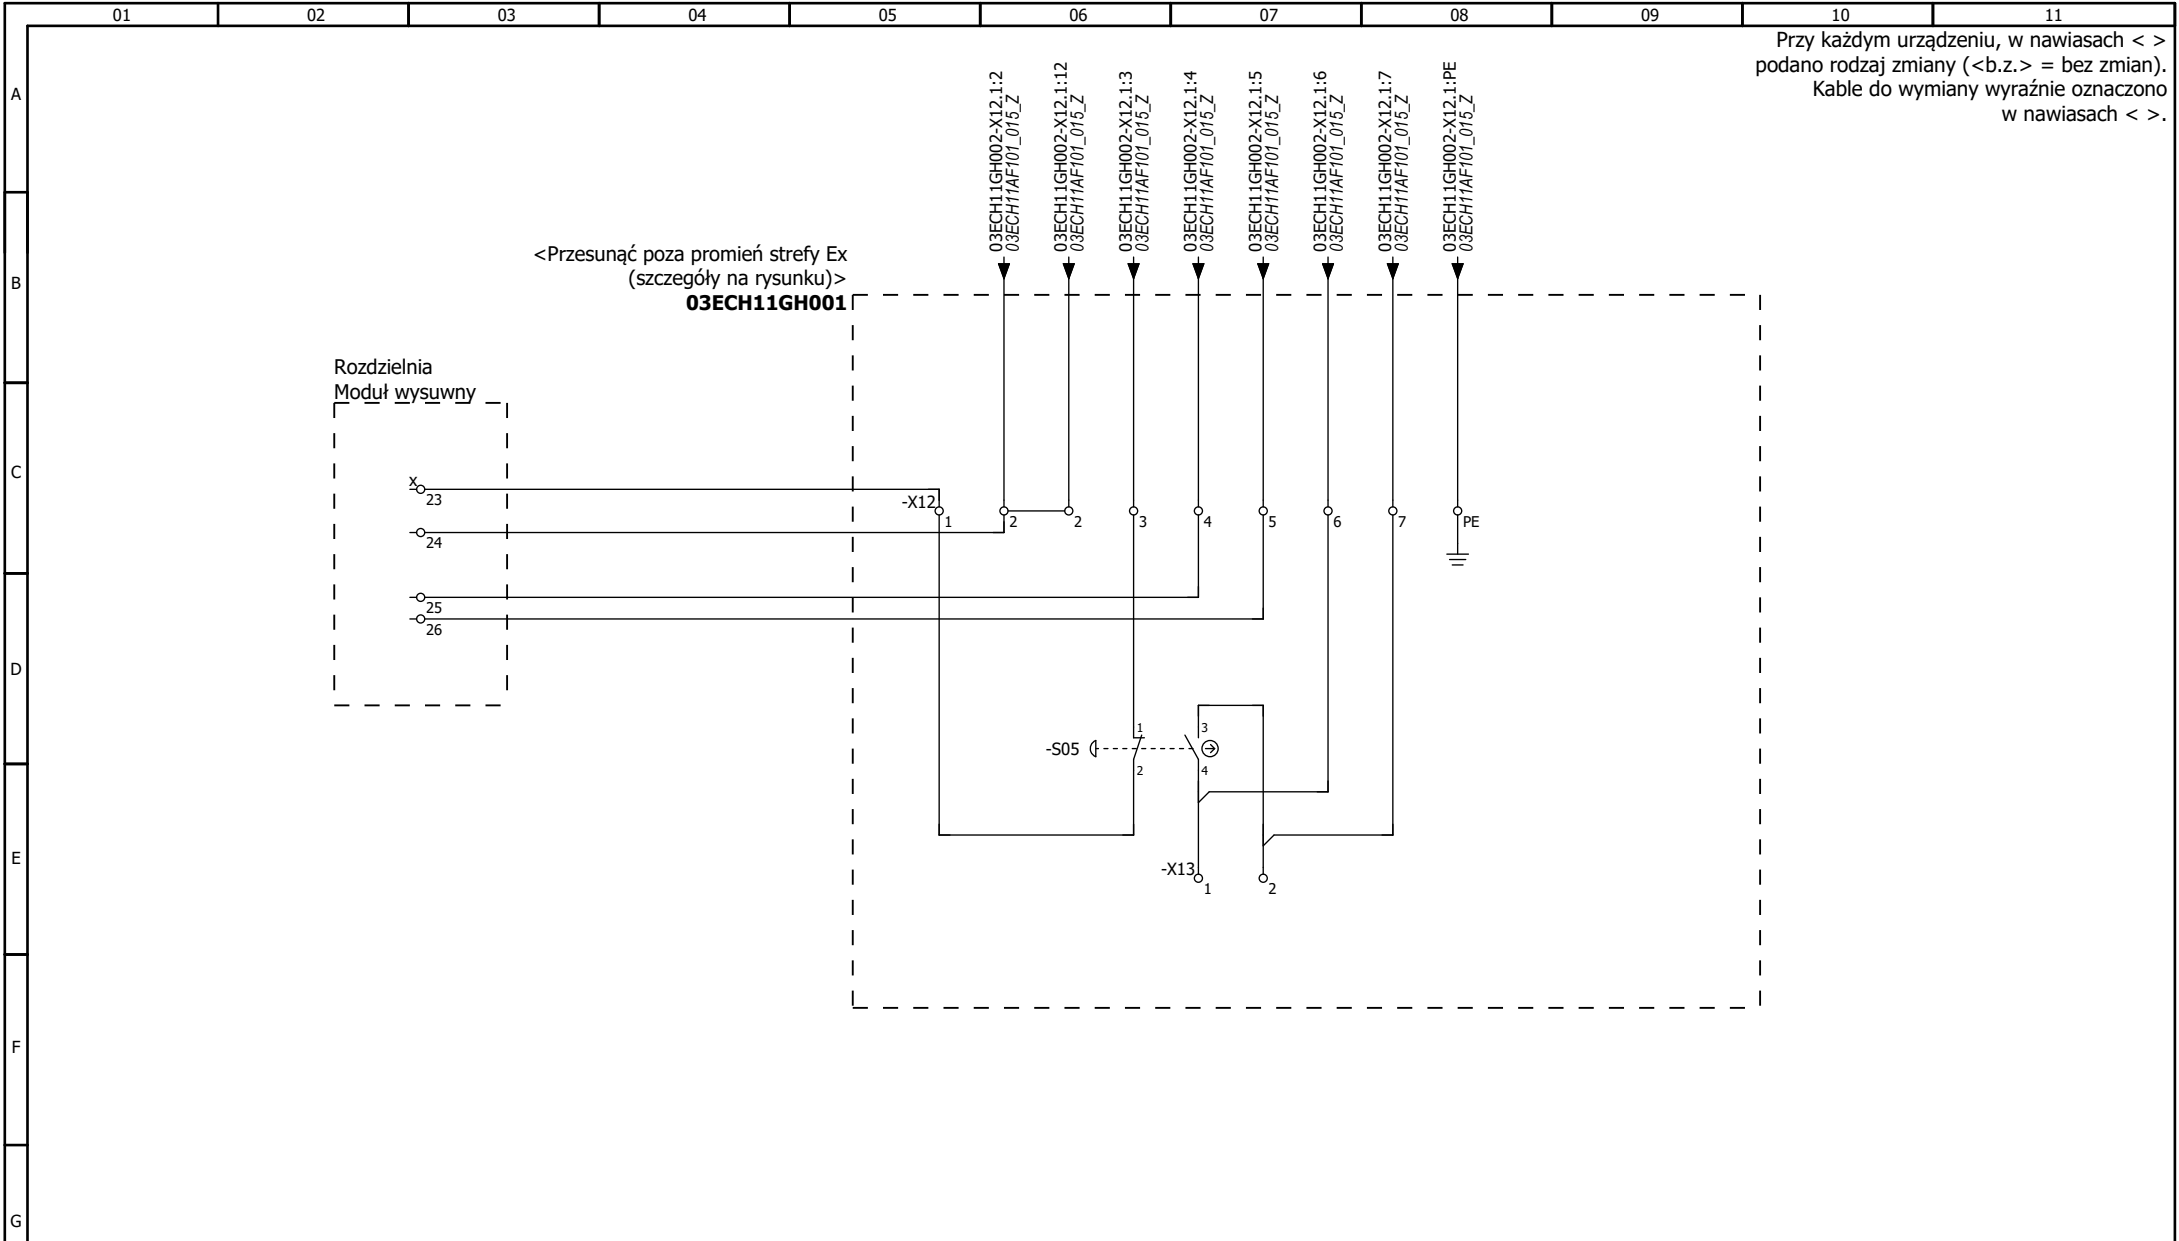 01 02 03 04 05 06 07 08 09 10 11
Przy każdym urządzeniu, w nawiasach < >
podano rodzaj zmiany (<b.z.> = bez zmian).
Kable do wymiany wyraźnie oznaczono
w nawiasach < >.
A
B
C
D
E
F
G
03ECH11GH002-X12.1:2
03ECH11AF101_015_Z
03ECH11GH002-X12.1:12
03ECH11AF101_015_Z
03ECH11GH002-X12.1:3
03ECH11AF101_015_Z
03ECH11GH002-X12.1:4
03ECH11AF101_015_Z
03ECH11GH002-X12.1:5
03ECH11AF101_015_Z
03ECH11GH002-X12.1:6
03ECH11AF101_015_Z
03ECH11GH002-X12.1:7
03ECH11AF101_015_Z
03ECH11GH002-X12.1:PE
03ECH11AF101_015_Z
<Przesunąć poza promień strefy Ex
(szczegóły na rysunku)>
03ECH11GH001
Rozdzielnia
Moduł wysuwny
x
23
24
25
26
-X12
1 2 2 3 4 5 6 7 PE
-S05
1 3
2 4
-X13
1 2